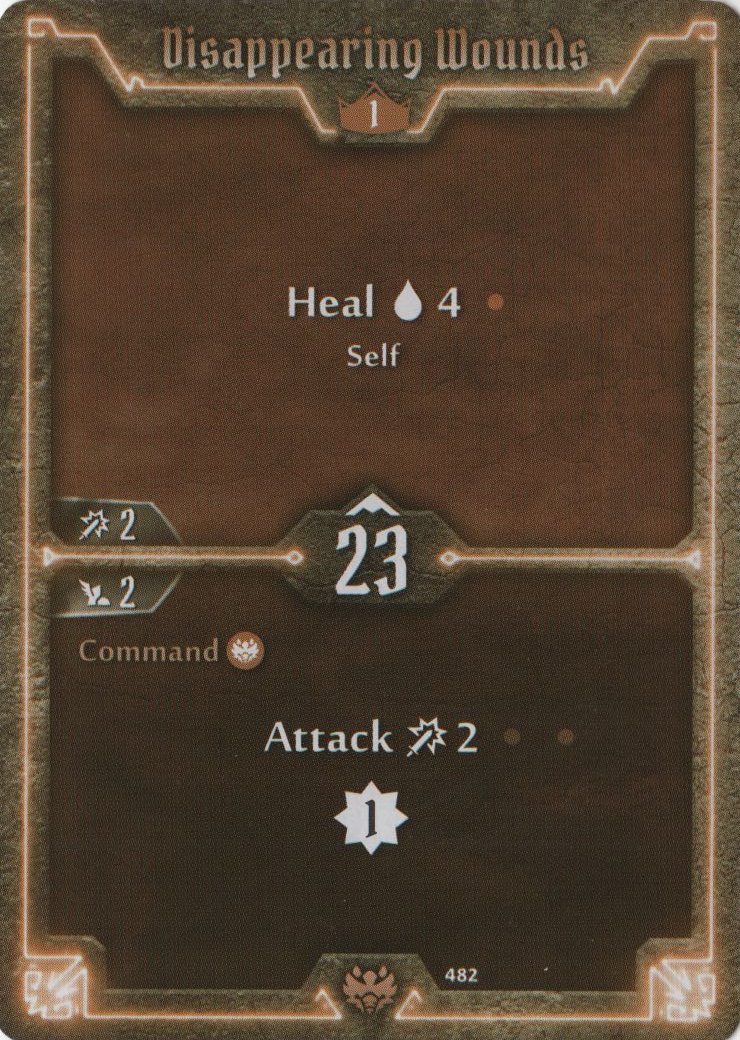 Disappearing Wounds
1
Heal 4
Self
2
23
2
Command
Attack 2
1
482